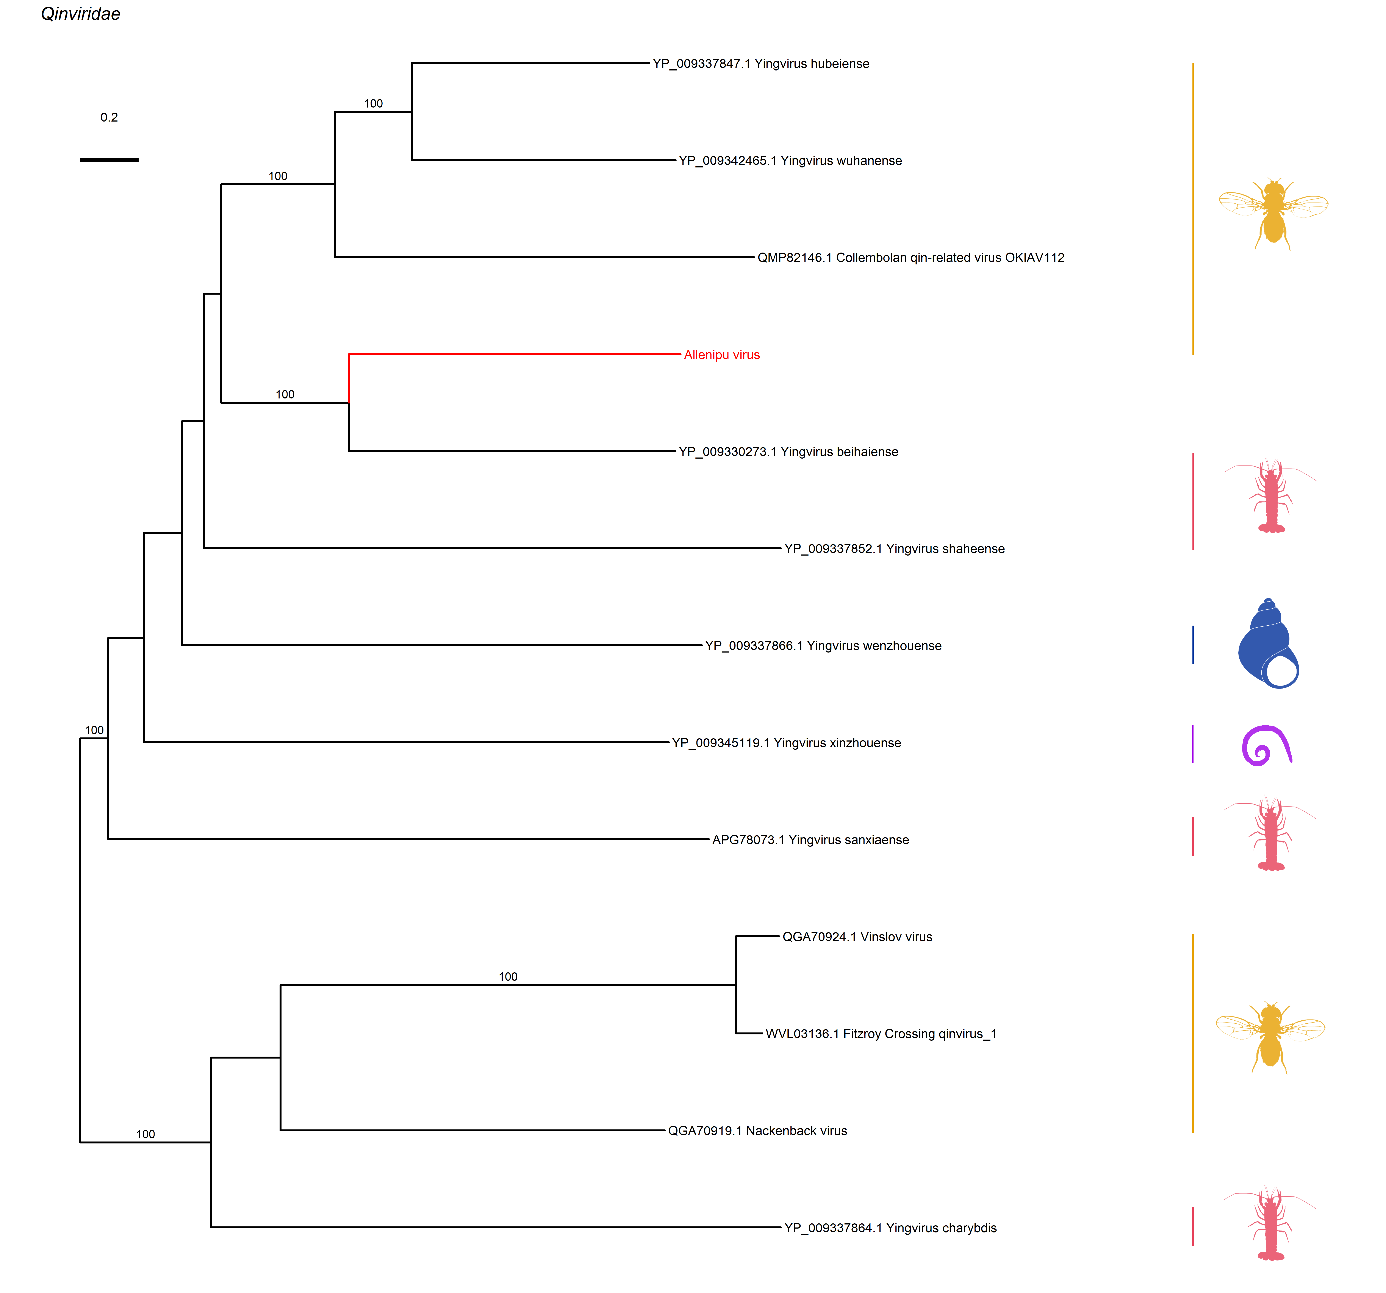 Qinviridae
YP_009337847.1 Yingvirus hubeiense
100
0.2
YP_009342465.1 Yingvirus wuhanense
100
QMP82146.1 Collembolan qin-related virus OKIAV112
Allenipu virus
100
YP_009330273.1 Yingvirus beihaiense
YP_009337852.1 Yingvirus shaheense
YP_009337866.1 Yingvirus wenzhouense
100
YP_009345119.1 Yingvirus xinzhouense
APG78073.1 Yingvirus sanxiaense
QGA70924.1 Vinslov virus
100
WVL03136.1 Fitzroy Crossing qinvirus_1
QGA70919.1 Nackenback virus
100
YP_009337864.1 Yingvirus charybdis